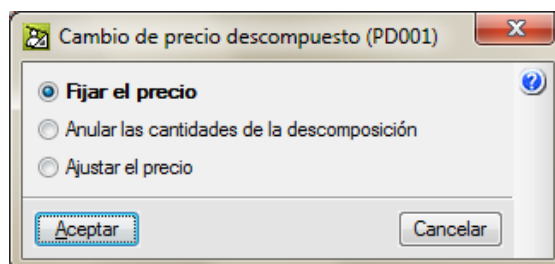 Cambio de precio descompuesto (PD001)
Fijar el precio
Anular las cantidades de la descomposición
Ajustar el precio
Aceptar Cancelar